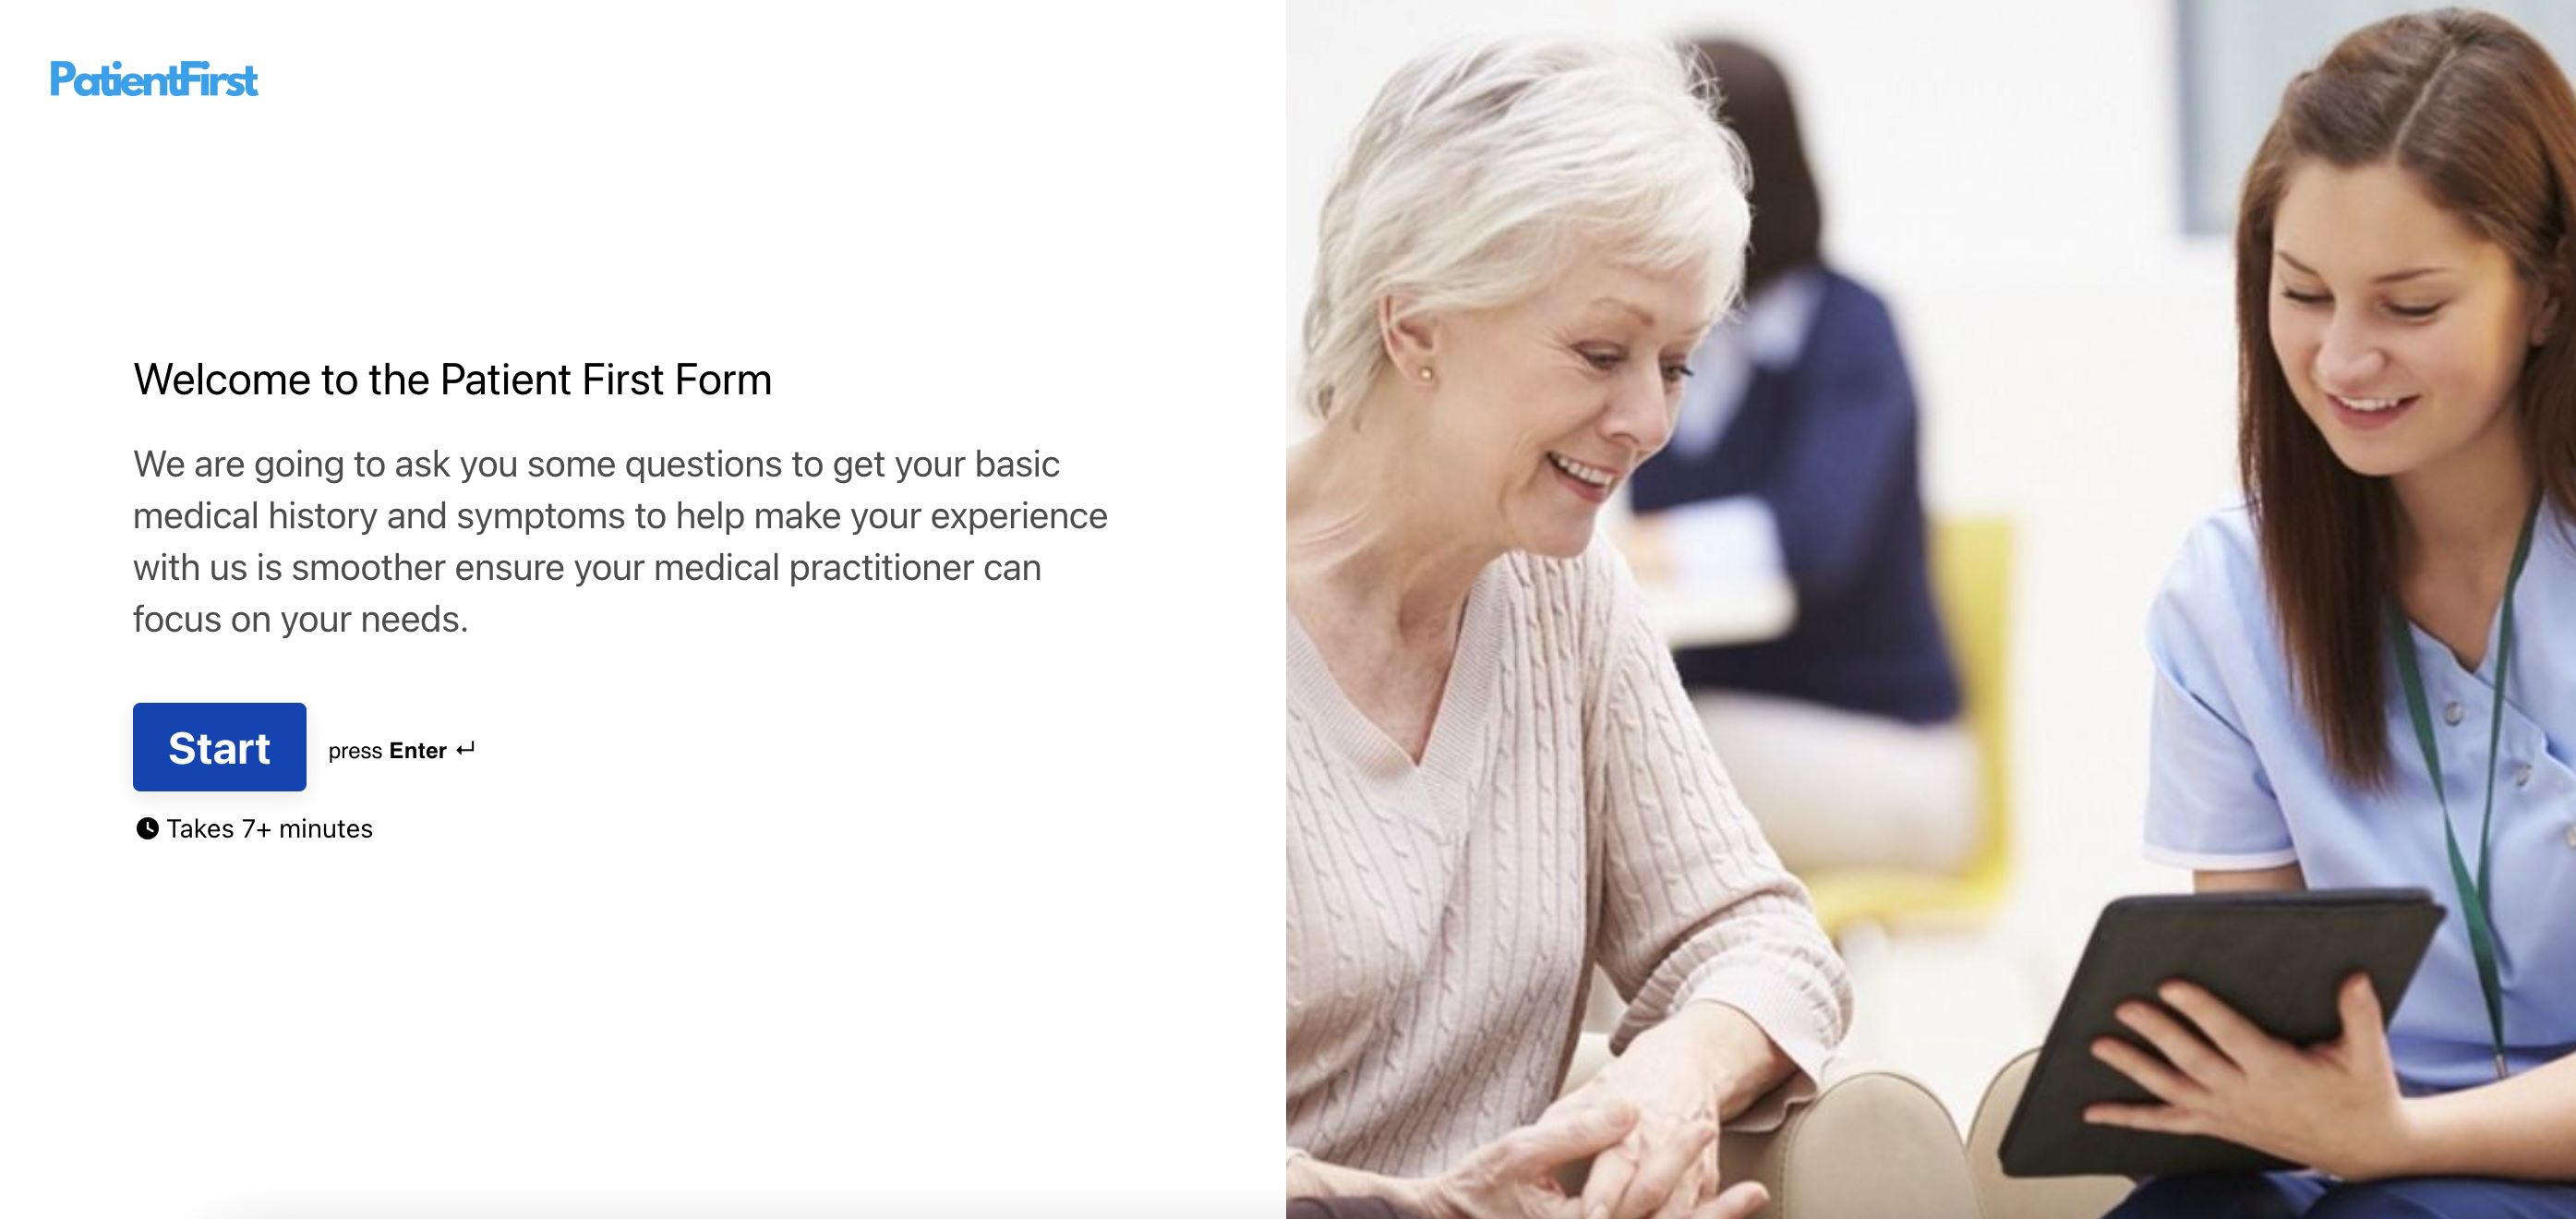 PatientFirst
Welcome to the Patient First Form
We are going to ask you some questions to get your basic
medical history and symptoms to help make your experience
with us is smoother ensure your medical practitioner can
focus on your needs.
Start press Enter ↵
Takes 7+ minutes